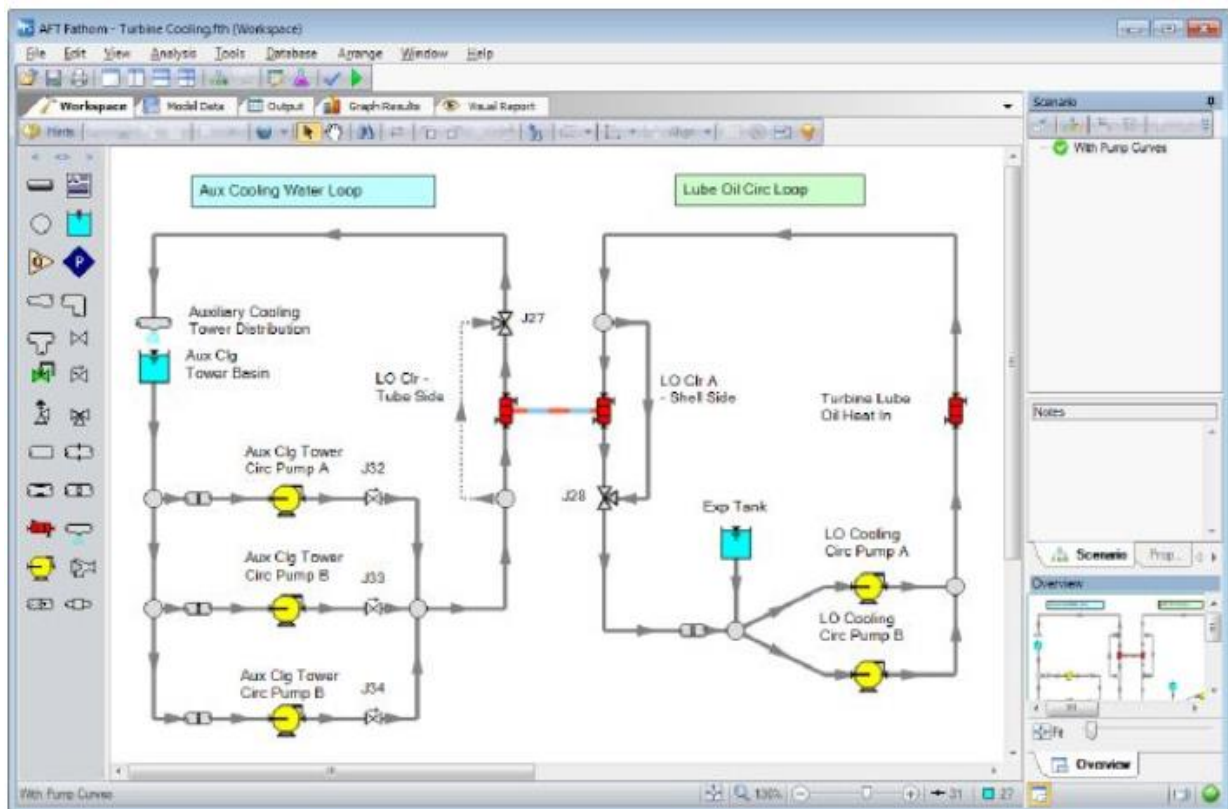 AFT Fathom - Turbine Cooling.fth (Workspace)
File Edit View Analysis Tools Database Arrange Window Help
Workspace Model Data Output Graph Results Visual Report
Hints
Align
Scenario
With Pump Curves
Aux Cooling Water Loop
Lube Oil Circ Loop
Auxiliary Cooling
Tower Distribution
Aux Clg
Tower Basin
J27
LO Clr -
Tube Side
LO Clr A
- Shell Side
Turbine Lube
Oil Heat In
Aux Clg Tower
Circ Pump A
J32
J28
Exp Tank
LO Cooling
Circ Pump A
Aux Clg Tower
Circ Pump B
J33
LO Cooling
Circ Pump B
Aux Clg Tower
Circ Pump B
J34
Notes
Scenario Prop...
Overview
Fit
Overview
With Pump Curves
100%
31
27